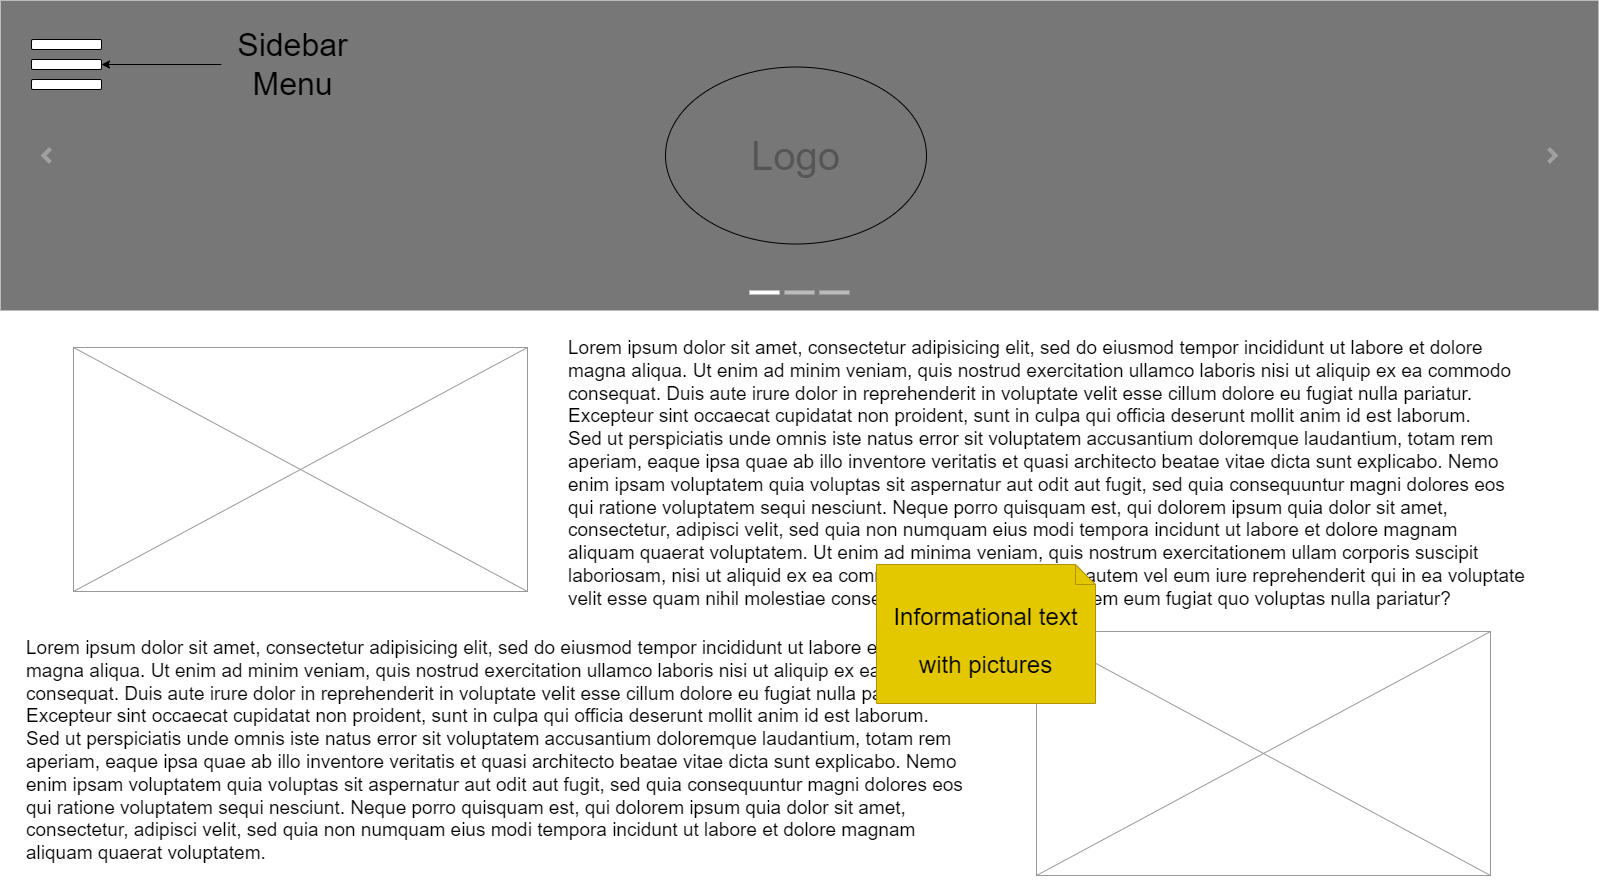 Sidebar
Menu
Logo
Lorem ipsum dolor sit amet, consectetur adipisicing elit, sed do eiusmod tempor incididunt ut labore et dolore
magna aliqua. Ut enim ad minim veniam, quis nostrud exercitation ullamco laboris nisi ut aliquip ex ea commodo
consequat. Duis aute irure dolor in reprehenderit in voluptate velit esse cillum dolore eu fugiat nulla pariatur.
Excepteur sint occaecat cupidatat non proident, sunt in culpa qui officia deserunt mollit anim id est laborum.
Sed ut perspiciatis unde omnis iste natus error sit voluptatem accusantium doloremque laudantium, totam rem
aperiam, eaque ipsa quae ab illo inventore veritatis et quasi architecto beatae vitae dicta sunt explicabo. Nemo
enim ipsam voluptatem quia voluptas sit aspernatur aut odit aut fugit, sed quia consequuntur magni dolores eos
qui ratione voluptatem sequi nesciunt. Neque porro quisquam est, qui dolorem ipsum quia dolor sit amet,
consectetur, adipisci velit, sed quia non numquam eius modi tempora incidunt ut labore et dolore magnam
aliquam quaerat voluptatem. Ut enim ad minima veniam, quis nostrum exercitationem ullam corporis suscipit
laboriosam, nisi ut aliquid ex ea autem vel eum iure reprehenderit qui in ea voluptate
velit esse quam nihil molestiae eum fugiat quo voluptas nulla pariatur?
Informational text
with pictures
Lorem ipsum dolor sit amet, consectetur adipisicing elit, sed do eiusmod tempor incididunt ut labore
magna aliqua. Ut enim ad minim veniam, quis nostrud exercitation ullamco laboris nisi ut aliquip ex
consequat. Duis aute irure dolor in reprehenderit in voluptate velit esse cillum dolore eu fugiat nulla
Excepteur sint occaecat cupidatat non proident, sunt in culpa qui officia deserunt mollit anim id est laborum.
Sed ut perspiciatis unde omnis iste natus error sit voluptatem accusantium doloremque laudantium, totam rem
aperiam, eaque ipsa quae ab illo inventore veritatis et quasi architecto beatae vitae dicta sunt explicabo. Nemo
enim ipsam voluptatem quia voluptas sit aspernatur aut odit aut fugit, sed quia consequuntur magni dolores eos
qui ratione voluptatem sequi nesciunt. Neque porro quisquam est, qui dolorem ipsum quia dolor sit amet,
consectetur, adipisci velit, sed quia non numquam eius modi tempora incidunt ut labore et dolore magnam
aliquam quaerat voluptatem.